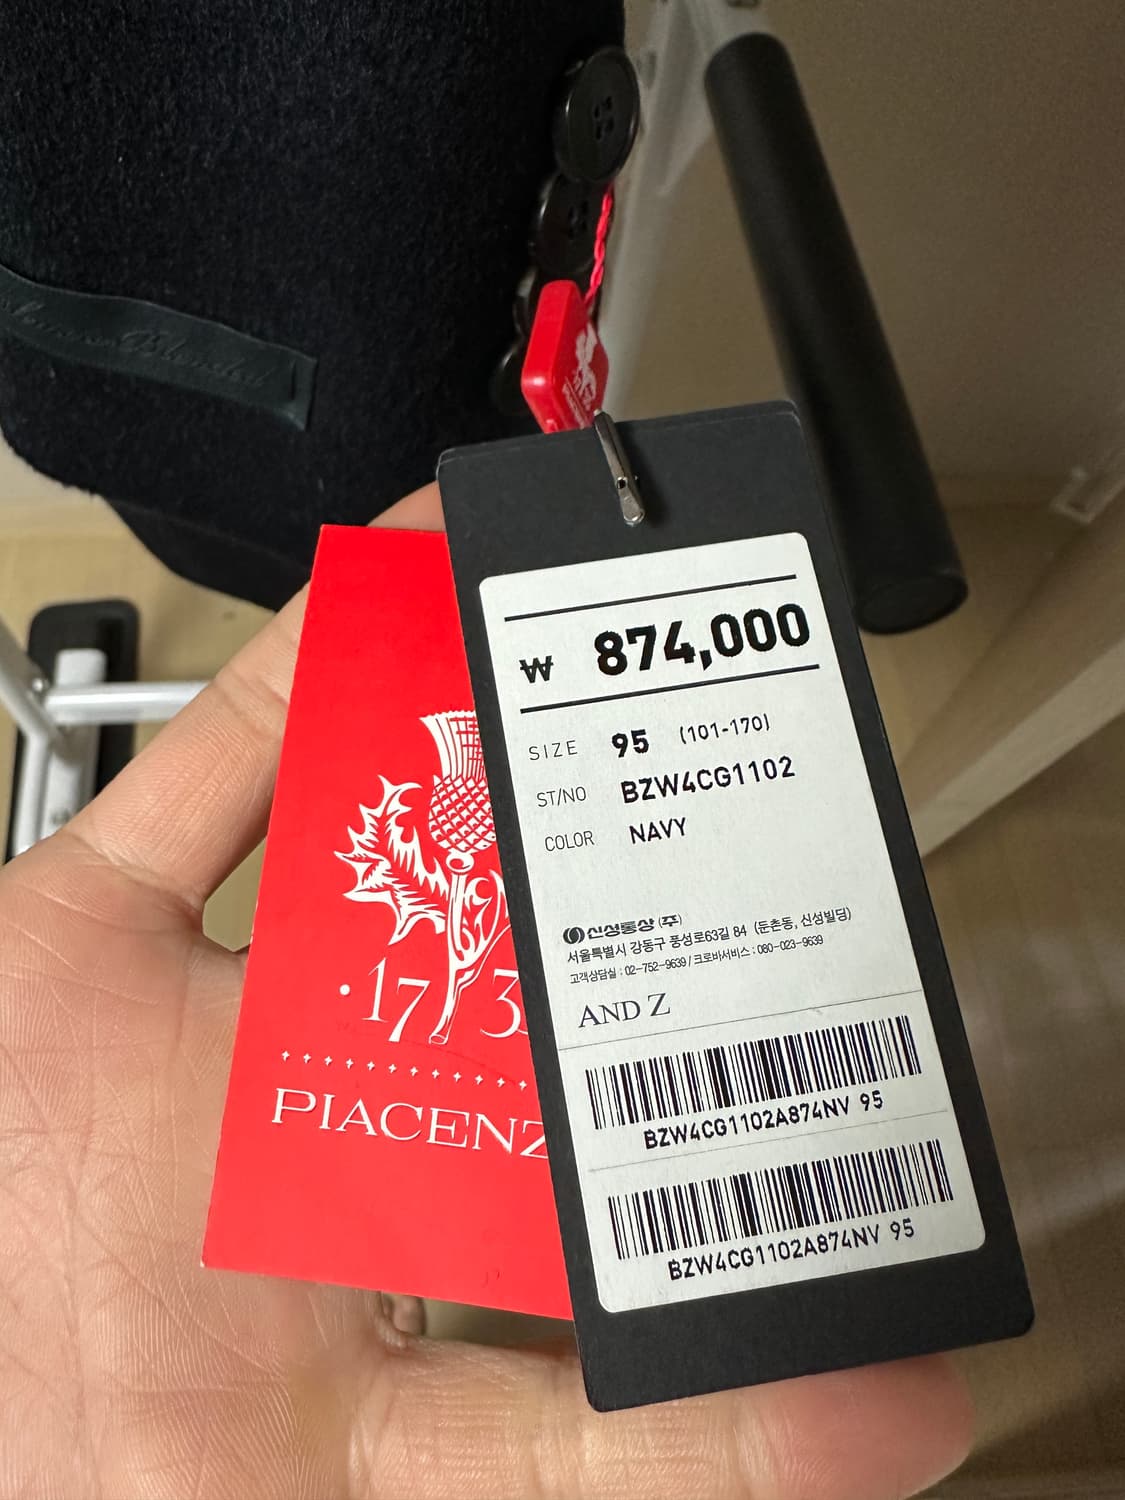 ₩ 874,000
SIZE 95 (101-170)
ST/NO BZW4CG1102
COLOR NAVY
신성통상(주)
서울특별시 강동구 풍성로63길 84 (둔촌동, 신성빌딩)
고객상담실 : 02-752-9639 / 크로바서비스 : 080-023-9639
AND Z
BZW4CG1102A874NV 95
BZW4CG1102A874NV 95
·173
PIACENZ
Blended